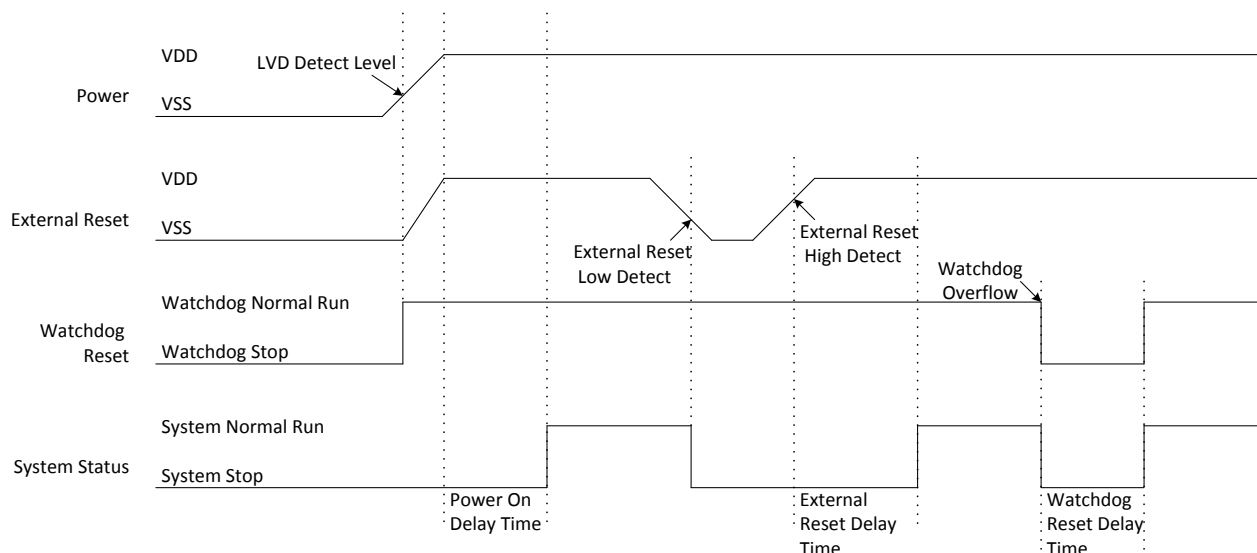 VDD
LVD Detect Level
Power
VSS
VDD
External Reset
VSS
External Reset
Low Detect
External Reset
High Detect
Watchdog
Overflow
Watchdog Normal Run
Watchdog
Reset
Watchdog Stop
System Normal Run
System Status
System Stop
Power On
Delay Time
External
Reset Delay
Time
Watchdog
Reset Delay
Time